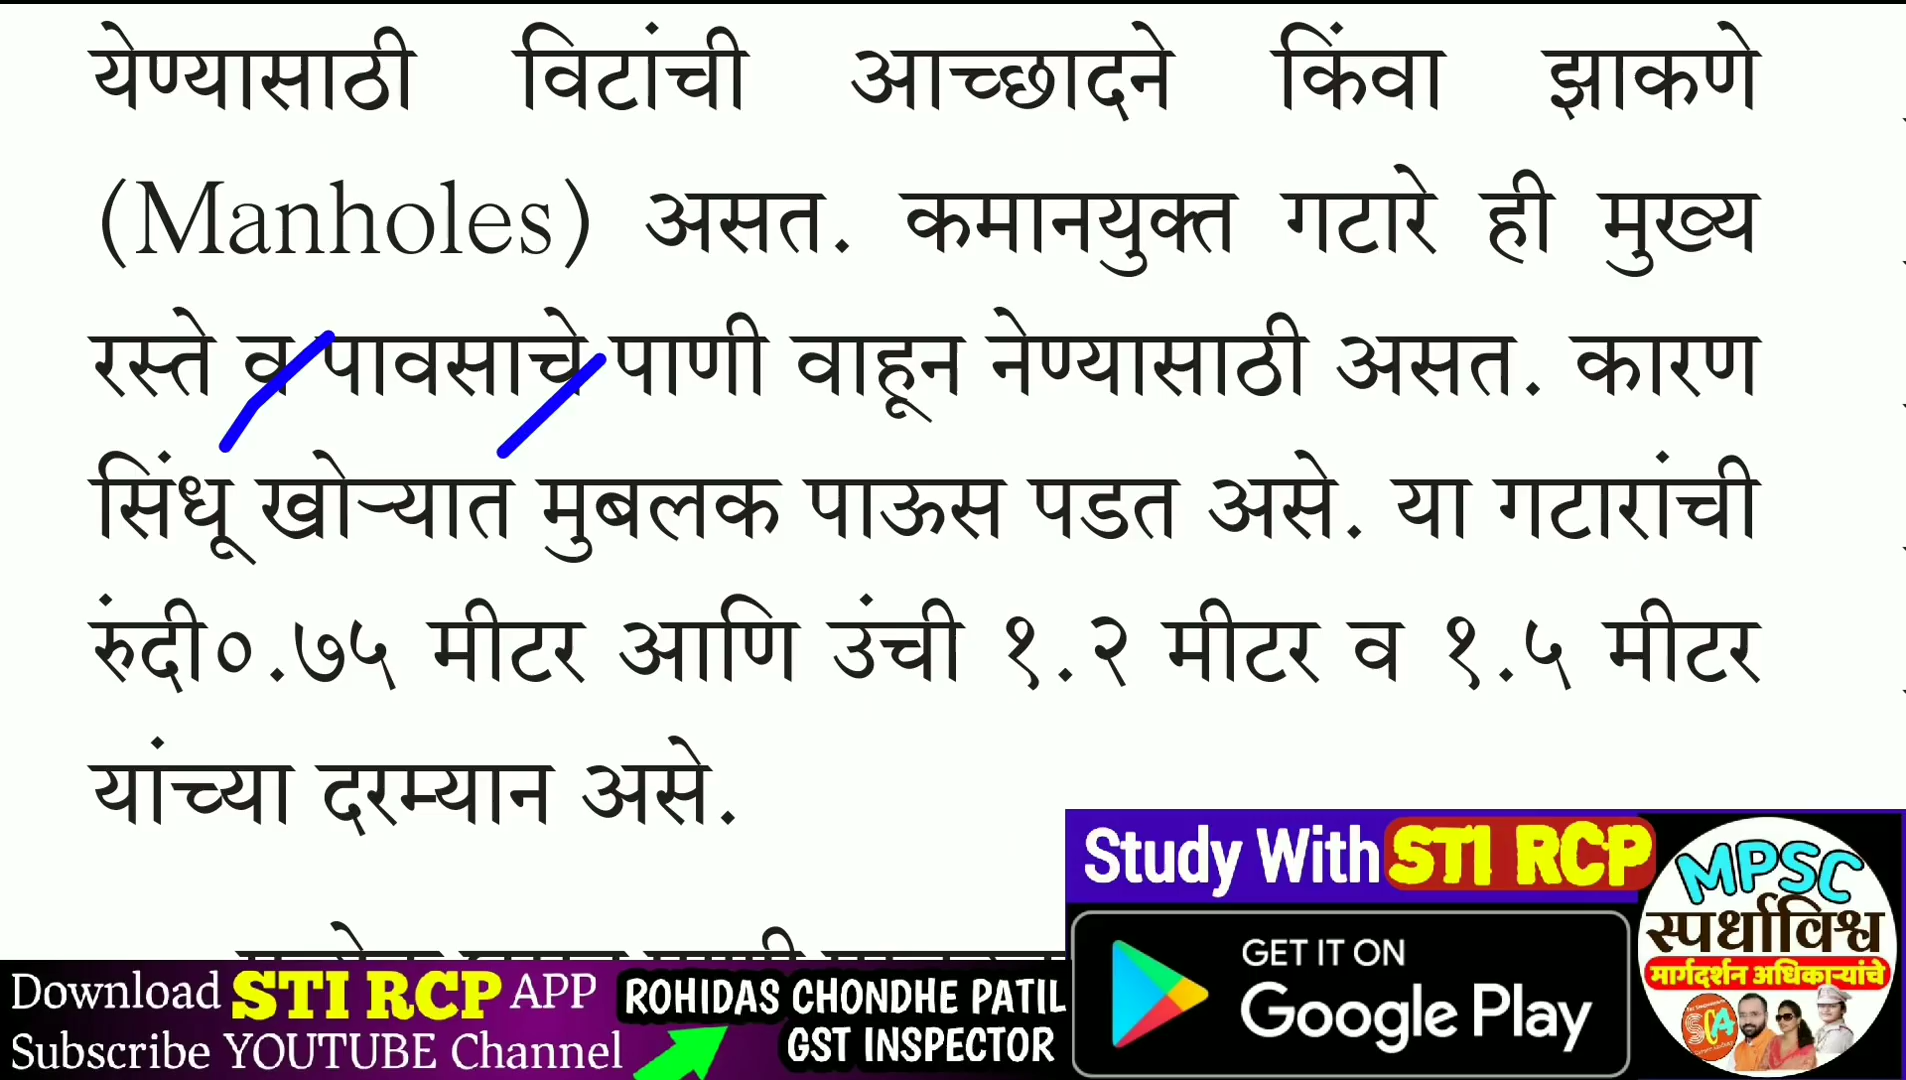 येण्यासाठी विटांची आच्छादने किंवा झाकणे
(Manholes) असत. कमानयुक्त गटारे ही मुख्य
रस्ते व पावसाचे पाणी वाहून नेण्यासाठी असत. कारण
सिंधू खोऱ्यात मुबलक पाऊस पडत असे. या गटारांची
रुंदी०.७५ मीटर आणि उंची १.२ मीटर व १.५ मीटर
यांच्या दरम्यान असे.
Study With STI RCP
GET IT ON
Google Play
MPSC
स्पर्धाविश्व
मार्गदर्शन अधिकाऱ्यांचे
Download STI RCP APP
Subscribe YOUTUBE Channel
ROHIDAS CHONDHE PATIL
GST INSPECTOR